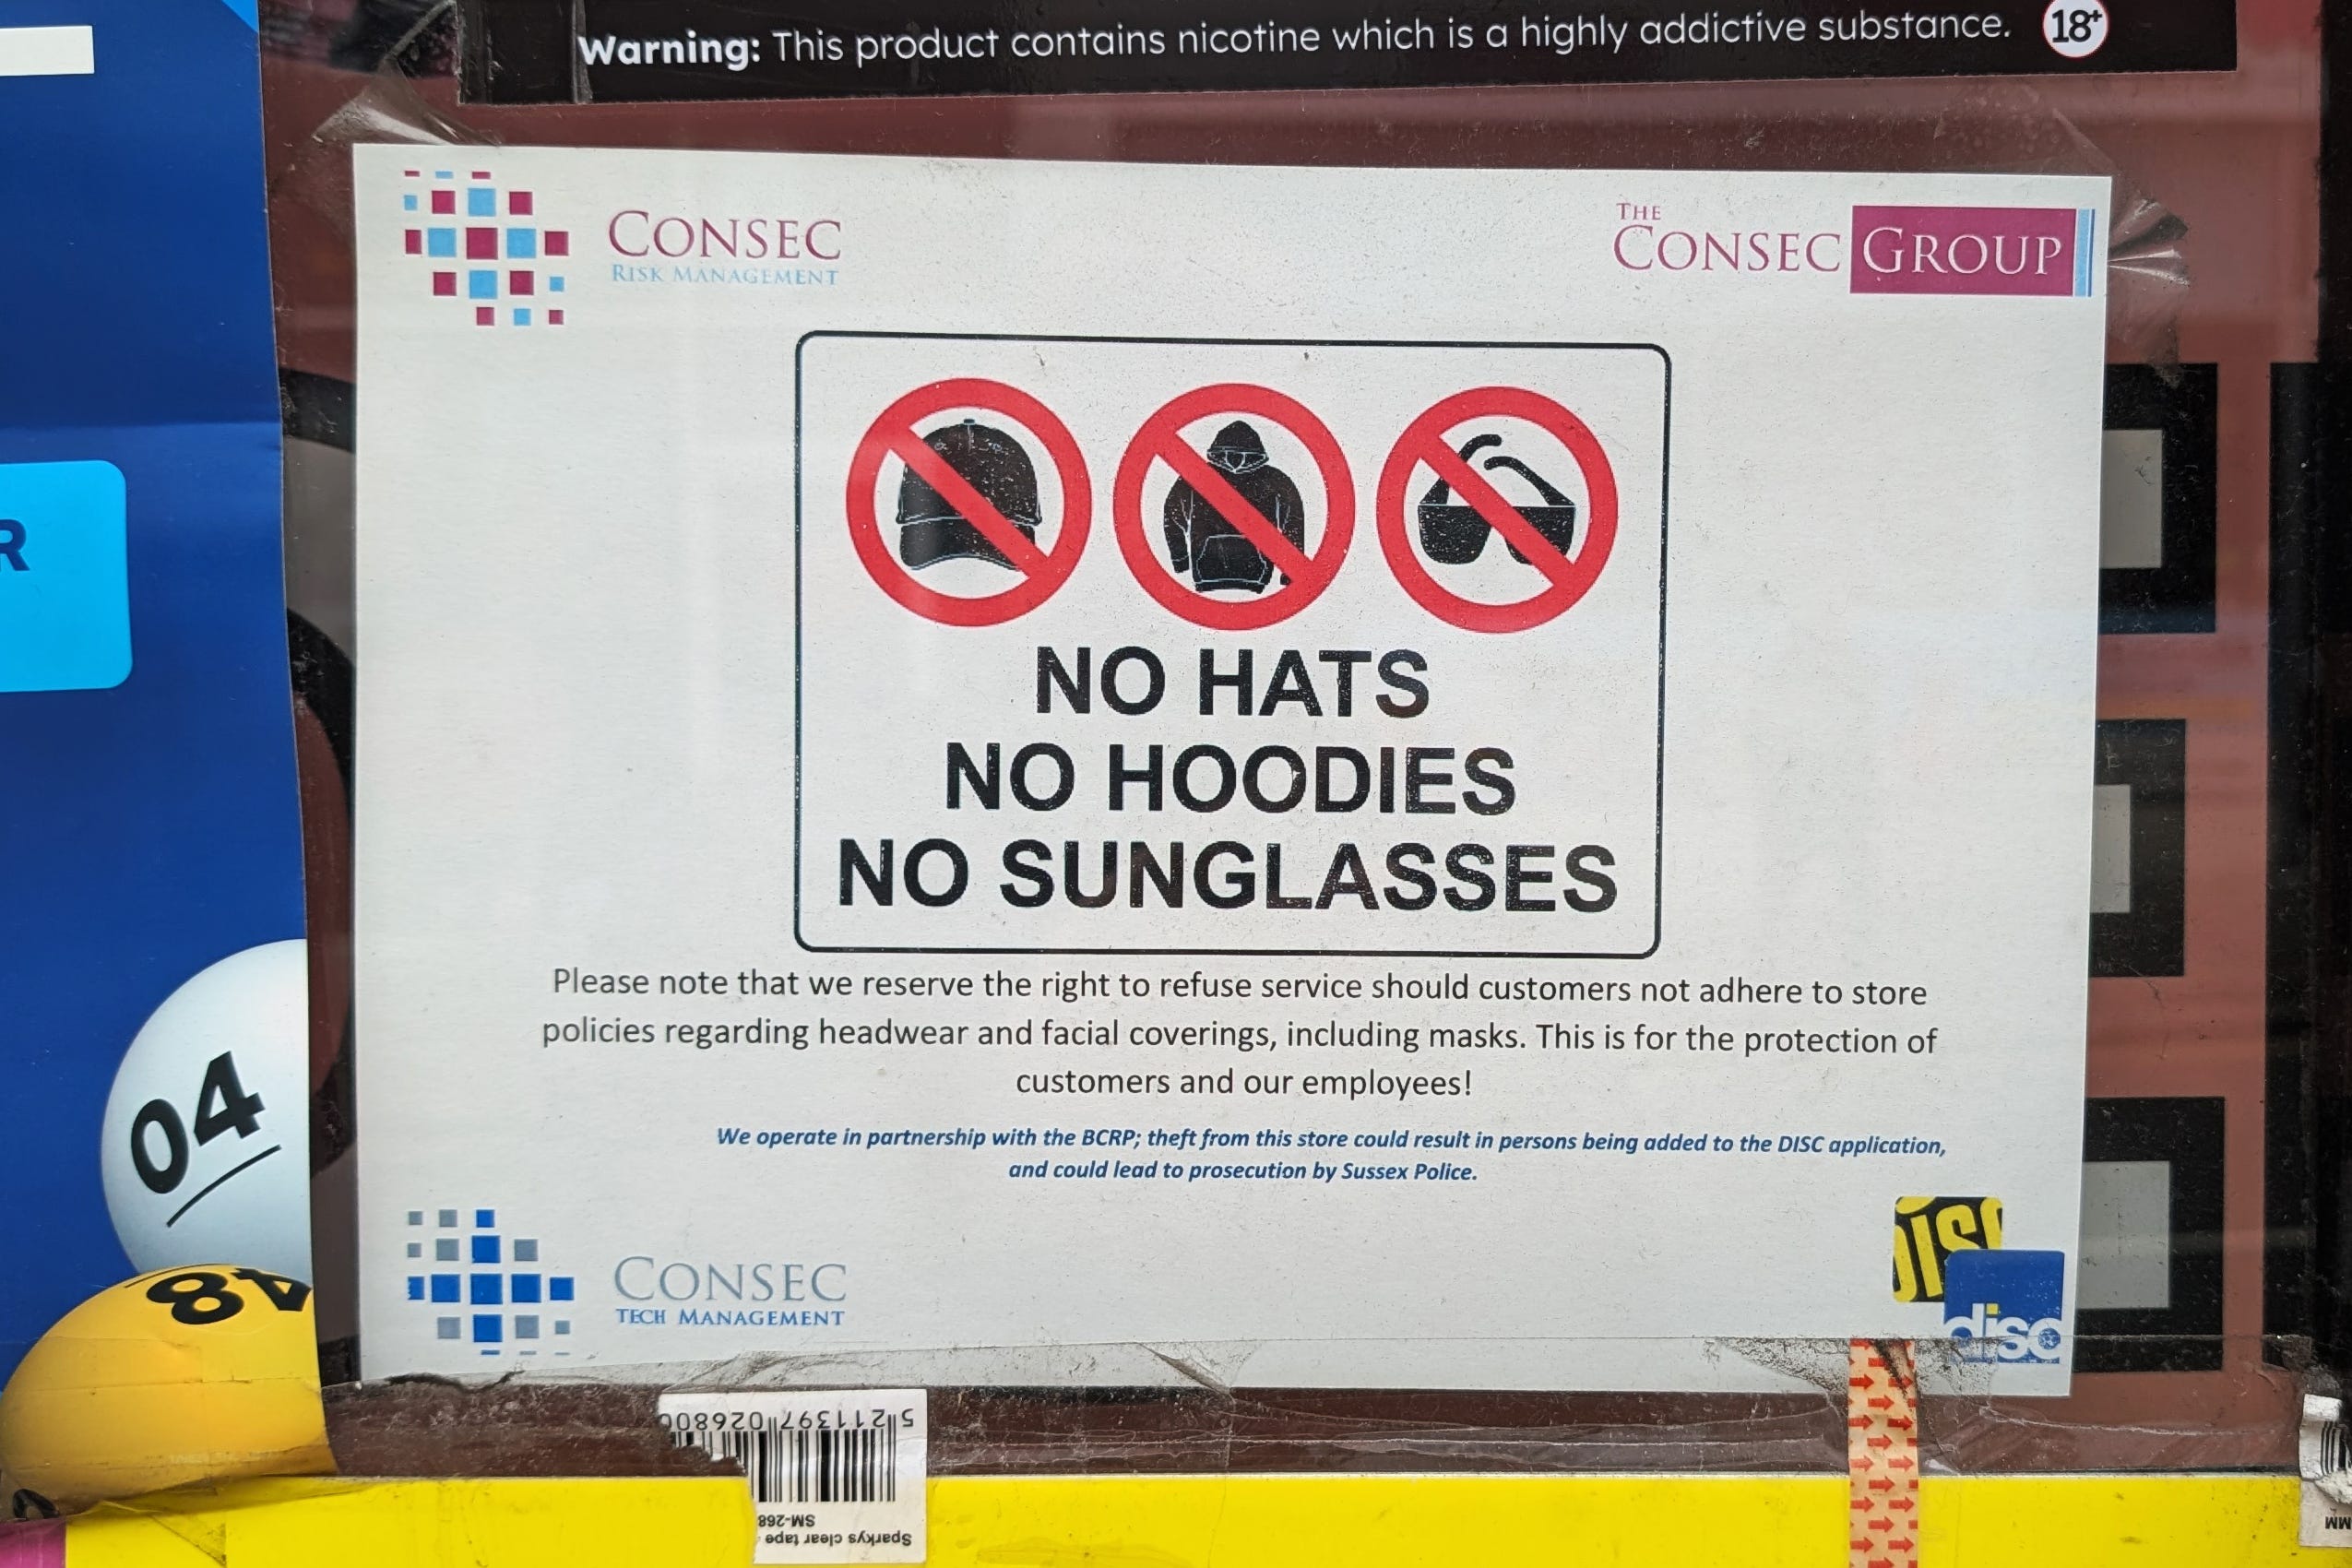 Warning: This product contains nicotine which is a highly addictive substance. 18+
CONSEC
RISK MANAGEMENT
THE
CONSEC GROUP
NO HATS
NO HOODIES
NO SUNGLASSES
Please note that we reserve the right to refuse service should customers not adhere to store
policies regarding headwear and facial coverings, including masks. This is for the protection of
customers and our employees!
We operate in partnership with the BCRP; theft from this store could result in persons being added to the DISC application,
and could lead to prosecution by Sussex Police.
R
04
48
CONSEC
TECH MANAGEMENT
DISC
disc
5 211397 026800
SM-268
Sparkys clear tape